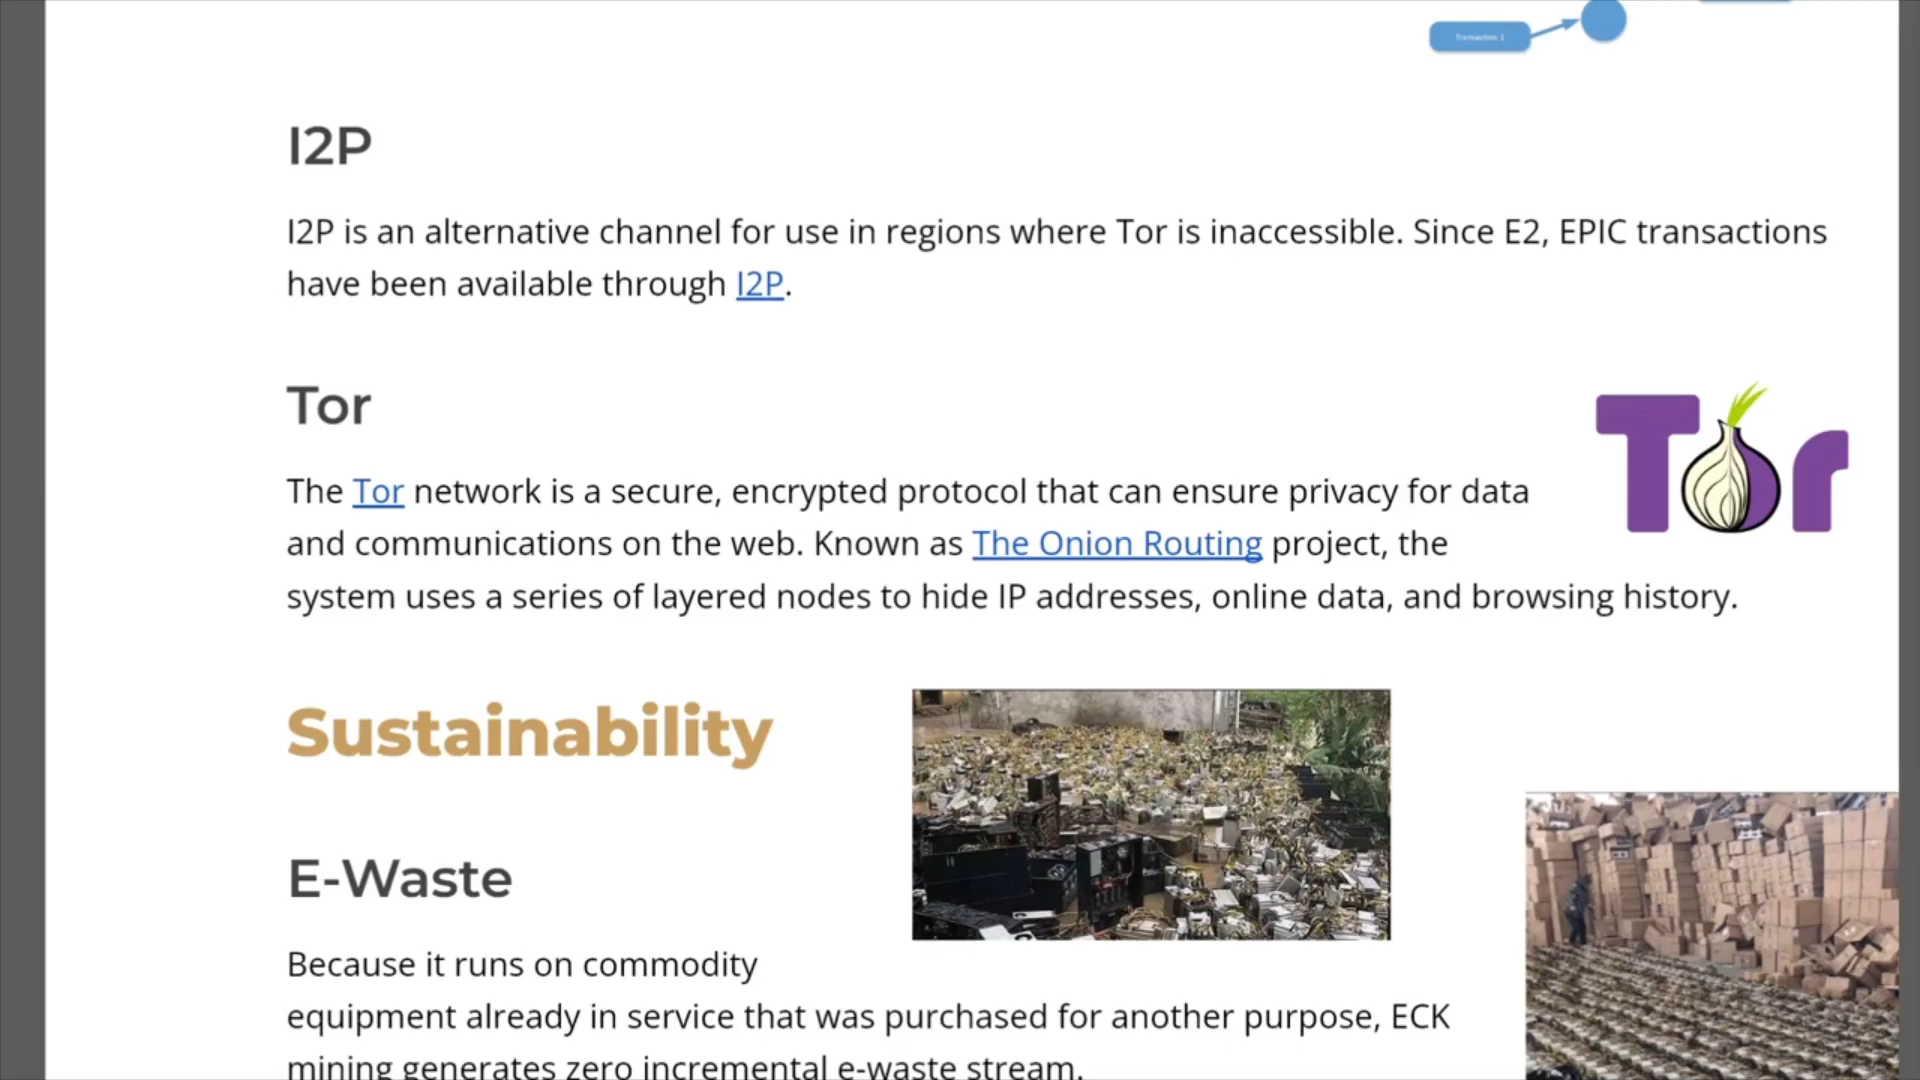 Transaction 1
I2P
I2P is an alternative channel for use in regions where Tor is inaccessible. Since E2, EPIC transactions
have been available through I2P.
Tor
Tor
The Tor network is a secure, encrypted protocol that can ensure privacy for data
and communications on the web. Known as The Onion Routing project, the
system uses a series of layered nodes to hide IP addresses, online data, and browsing history.
Sustainability
E-Waste
Because it runs on commodity
equipment already in service that was purchased for another purpose, ECK
mining generates zero incremental e-waste stream.